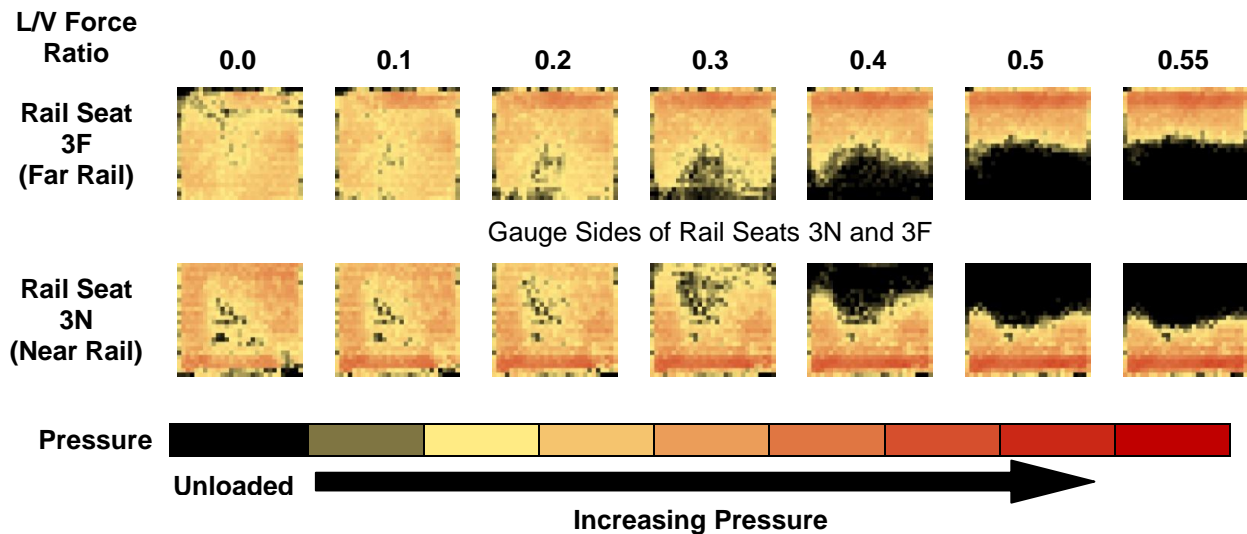 L/V Force
Ratio
0.0 0.1 0.2 0.3 0.4 0.5 0.55
Rail Seat
3F
(Far Rail)
Gauge Sides of Rail Seats 3N and 3F
Rail Seat
3N
(Near Rail)
Pressure
Unloaded
Increasing Pressure